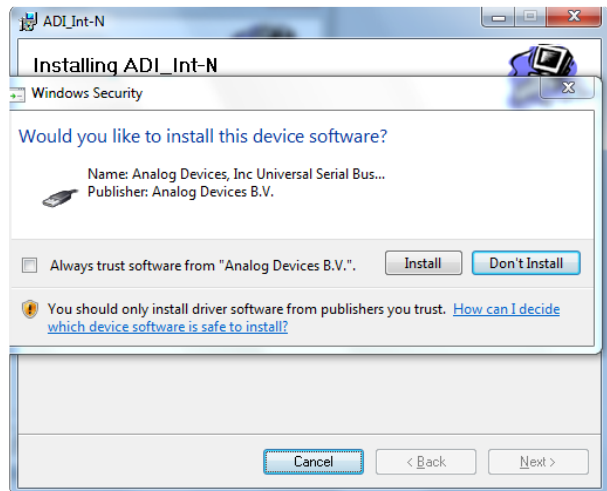 ADI_Int-N
Installing ADI_Int-N
Windows Security
Would you like to install this device software?
Name: Analog Devices, Inc Universal Serial Bus...
Publisher: Analog Devices B.V.
Always trust software from "Analog Devices B.V.".
Install
Don't Install
You should only install driver software from publishers you trust. How can I decide
which device software is safe to install?
Cancel
< Back
Next >